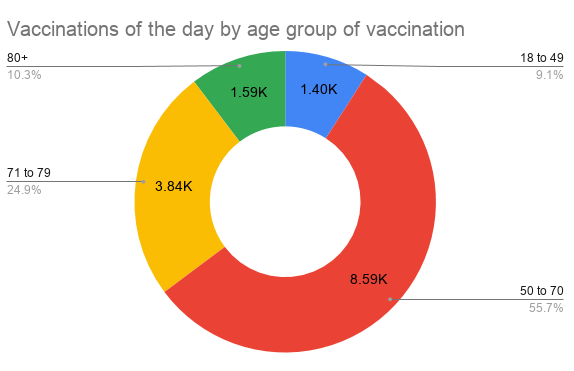 Vaccinations of the day by age group of vaccination
80+
10.3%
18 to 49
9.1%
1.59K
1.40K
71 to 79
24.9%
3.84K
8.59K
50 to 70
55.7%